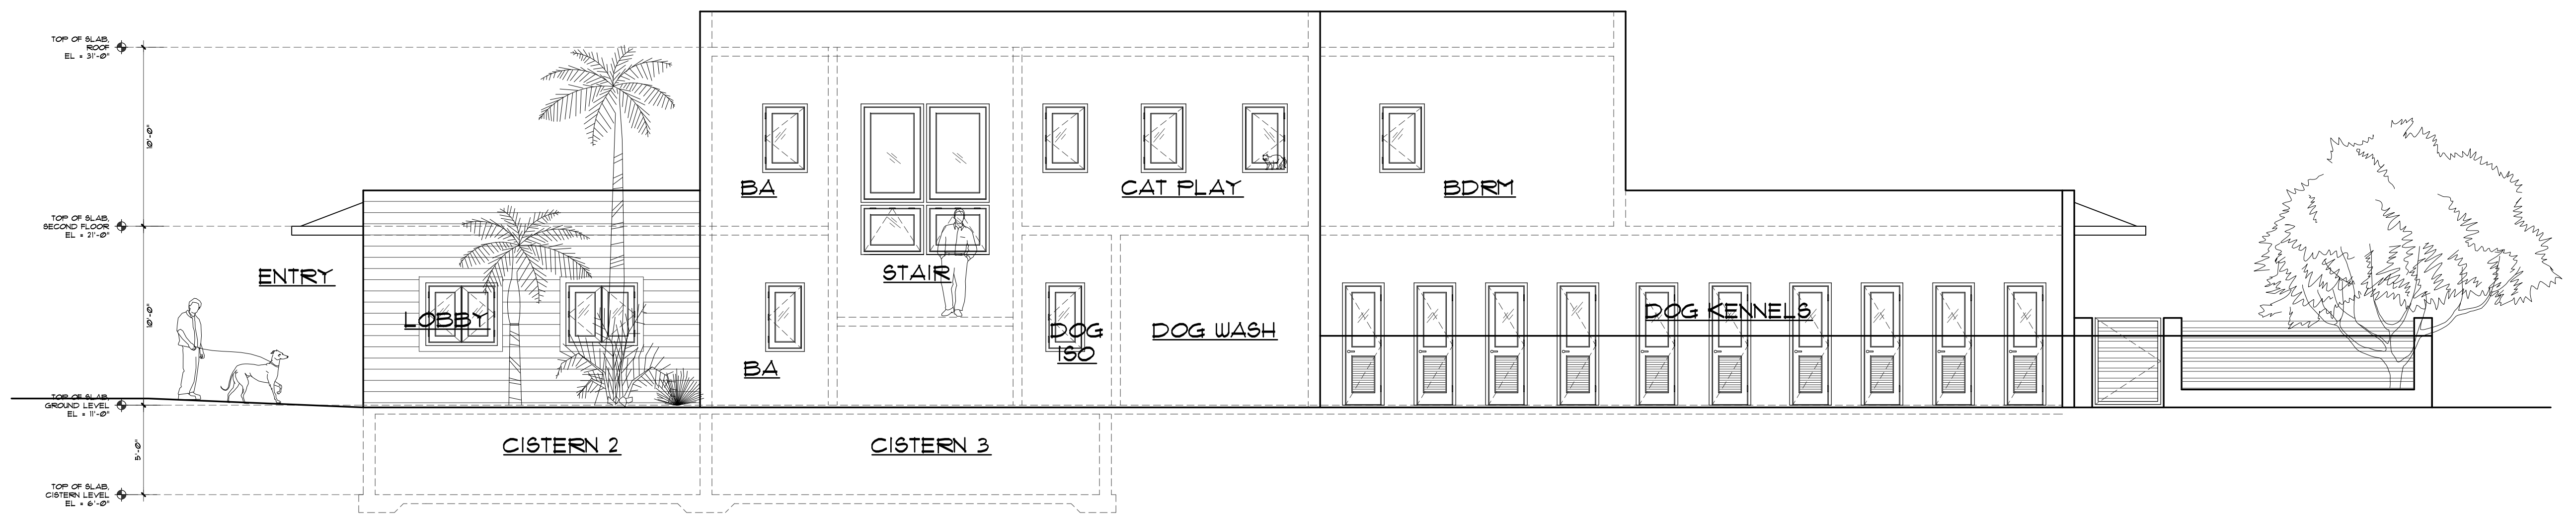 TOP OF SLAB,
ROOF
EL = 31'-0"
10'-0"
BA
CAT PLAY
BDRM
TOP OF SLAB,
SECOND FLOOR
EL = 21'-0"
ENTRY
STAIR
10'-0"
LOBBY
DOG KENNELS
DOG
ISO
DOG WASH
BA
TOP OF SLAB,
GROUND LEVEL
EL = 11'-0"
CISTERN 2
CISTERN 3
5'-0"
TOP OF SLAB,
CISTERN LEVEL
EL = 6'-0"